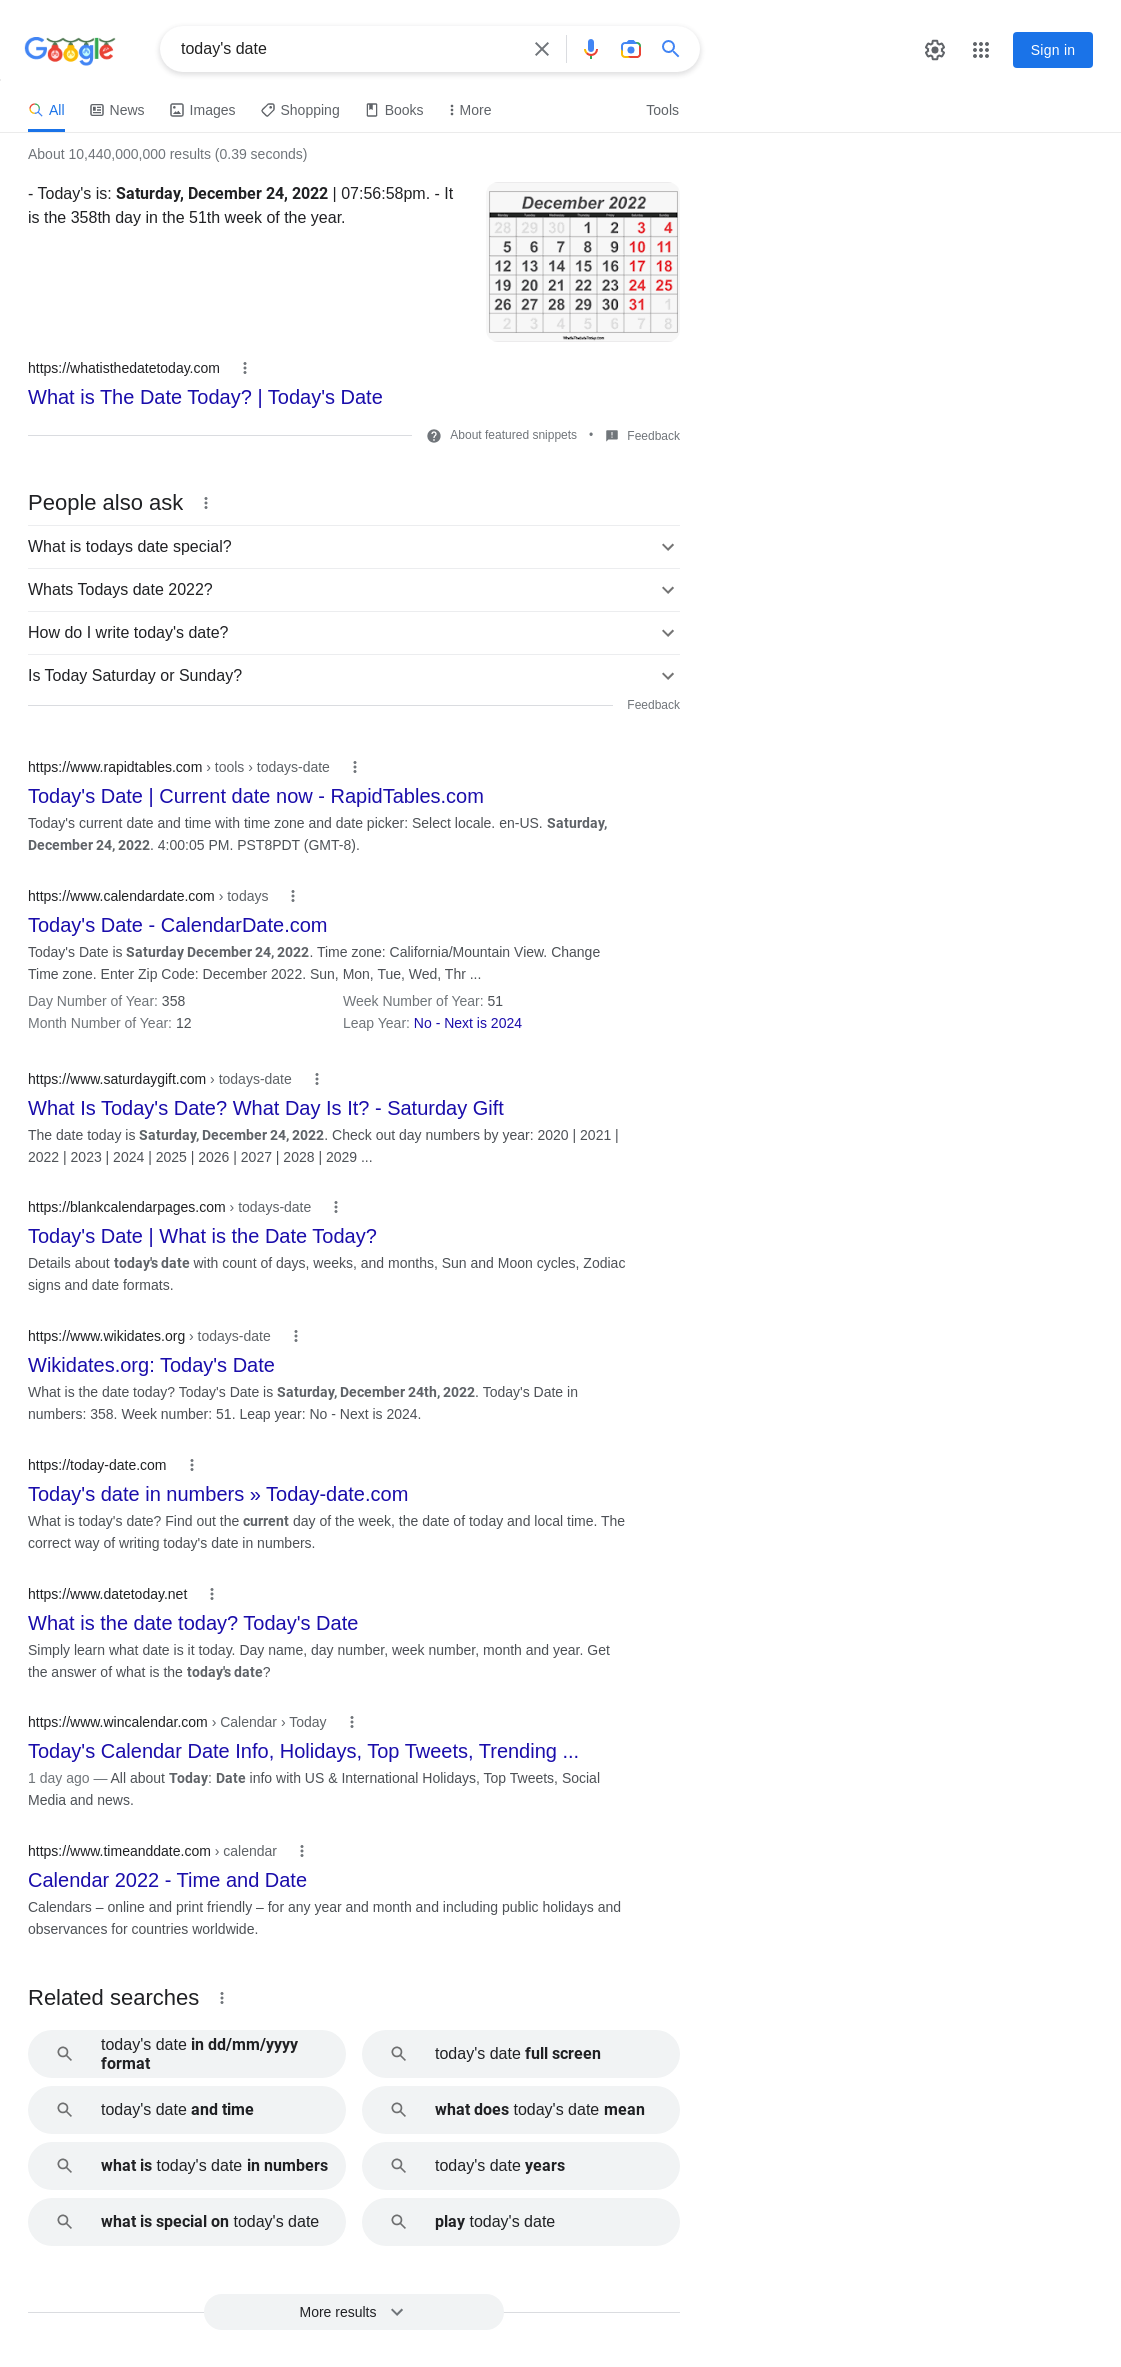 Google
today's date
Sign in
All
News
Images
Shopping
Books
More
Tools
About 10,440,000,000 results (0.39 seconds)
- Today's is: Saturday, December 24, 2022 | 07:56:58pm. - It
is the 358th day in the 51th week of the year.
December 2022
Monday Tuesday Wednesday Thursday Friday Saturday Sunday
28 29 30 1 2 3 4
5 6 7 8 9 10 11
12 13 14 15 16 17 18
19 20 21 22 23 24 25
26 27 28 29 30 31 1
2 3 4 5 6 7 8
WhatIsTheDateToday.Com
https://whatisthedatetoday.com
What is The Date Today? | Today's Date
About featured snippets • Feedback
People also ask
What is todays date special?
Whats Todays date 2022?
How do I write today's date?
Is Today Saturday or Sunday?
Feedback
https://www.rapidtables.com › tools › todays-date
Today's Date | Current date now - RapidTables.com
Today's current date and time with time zone and date picker: Select locale. en-US. Saturday,
December 24, 2022. 4:00:05 PM. PST8PDT (GMT-8).
https://www.calendardate.com › todays
Today's Date - CalendarDate.com
Today's Date is Saturday December 24, 2022. Time zone: California/Mountain View. Change
Time zone. Enter Zip Code: December 2022. Sun, Mon, Tue, Wed, Thr ...
Day Number of Year: 358 Week Number of Year: 51
Month Number of Year: 12 Leap Year: No - Next is 2024
https://www.saturdaygift.com › todays-date
What Is Today's Date? What Day Is It? - Saturday Gift
The date today is Saturday, December 24, 2022. Check out day numbers by year: 2020 | 2021 |
2022 | 2023 | 2024 | 2025 | 2026 | 2027 | 2028 | 2029 ...
https://blankcalendarpages.com › todays-date
Today's Date | What is the Date Today?
Details about today's date with count of days, weeks, and months, Sun and Moon cycles, Zodiac
signs and date formats.
https://www.wikidates.org › todays-date
Wikidates.org: Today's Date
What is the date today? Today's Date is Saturday, December 24th, 2022. Today's Date in
numbers: 358. Week number: 51. Leap year: No - Next is 2024.
https://today-date.com
Today's date in numbers » Today-date.com
What is today's date? Find out the current day of the week, the date of today and local time. The
correct way of writing today's date in numbers.
https://www.datetoday.net
What is the date today? Today's Date
Simply learn what date is it today. Day name, day number, week number, month and year. Get
the answer of what is the today's date?
https://www.wincalendar.com › Calendar › Today
Today's Calendar Date Info, Holidays, Top Tweets, Trending ...
1 day ago — All about Today: Date info with US & International Holidays, Top Tweets, Social
Media and news.
https://www.timeanddate.com › calendar
Calendar 2022 - Time and Date
Calendars – online and print friendly – for any year and month and including public holidays and
observances for countries worldwide.
Related searches
today's date in dd/mm/yyyy
format
today's date full screen
today's date and time
what does today's date mean
what is today's date in numbers
today's date years
what is special on today's date
play today's date
More results